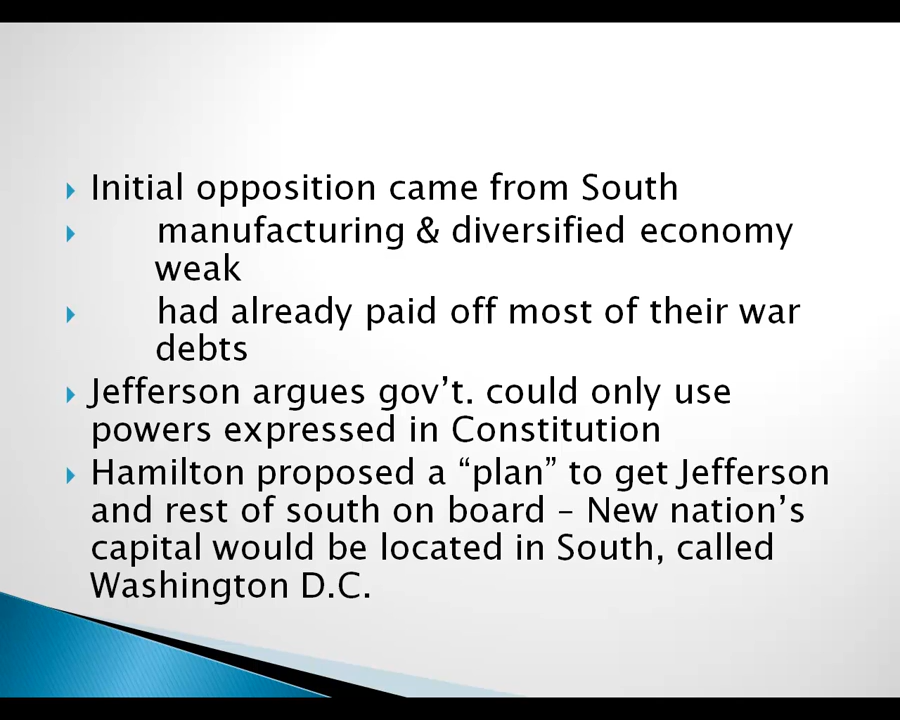 Initial opposition came from South
manufacturing & diversified economy
weak
had already paid off most of their war
debts
Jefferson argues gov’t. could only use
powers expressed in Constitution
Hamilton proposed a “plan” to get Jefferson
and rest of south on board – New nation’s
capital would be located in South, called
Washington D.C.